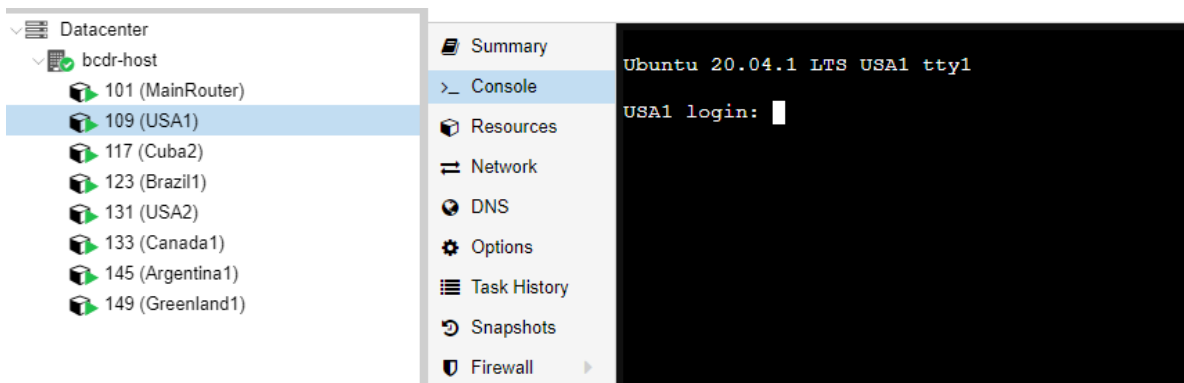 Datacenter
bcdr-host
101 (MainRouter)
109 (USA1)
117 (Cuba2)
123 (Brazil1)
131 (USA2)
133 (Canada1)
145 (Argentina1)
149 (Greenland1)
Summary
>_ Console
Resources
Network
DNS
Options
Task History
Snapshots
Firewall
Ubuntu 20.04.1 LTS USA1 tty1
USA1 login: